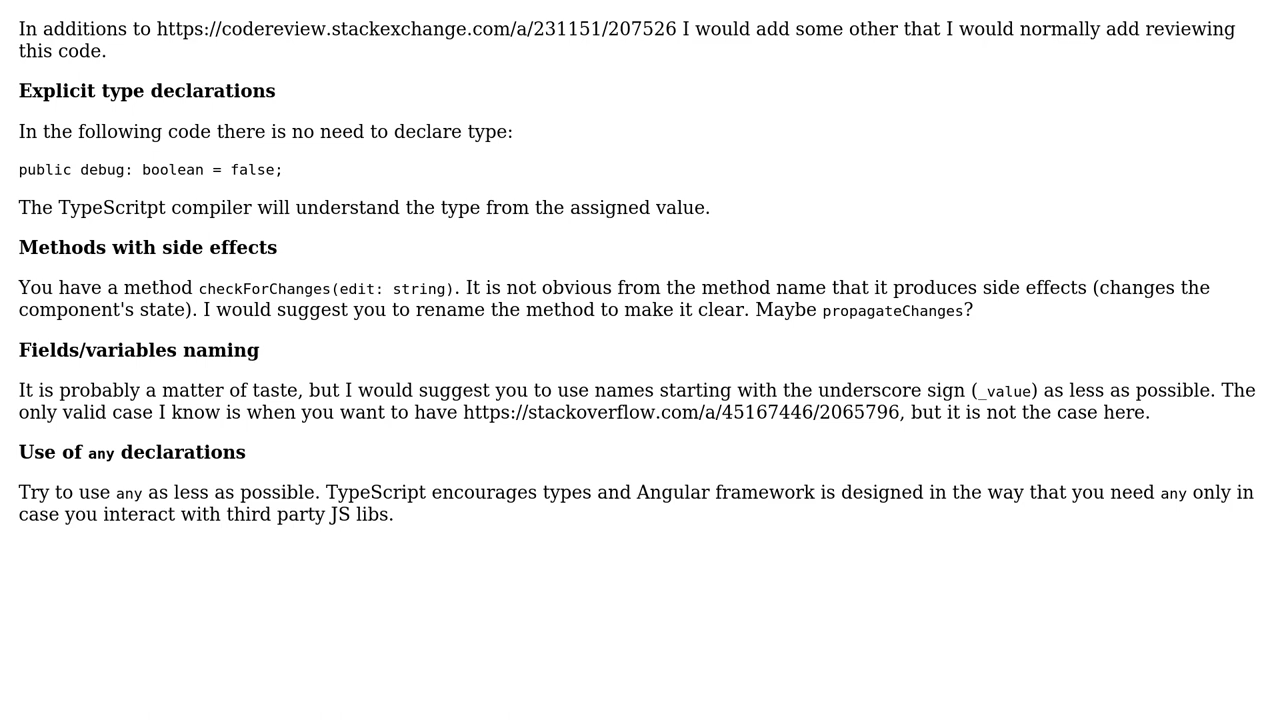 In additions to https://codereview.stackexchange.com/a/231151/207526 I would add some other that I would normally add reviewing
this code.
Explicit type declarations
In the following code there is no need to declare type:
public debug: boolean = false;
The TypeScritpt compiler will understand the type from the assigned value.
Methods with side effects
You have a method checkForChanges(edit: string). It is not obvious from the method name that it produces side effects (changes the
component's state). I would suggest you to rename the method to make it clear. Maybe propagateChanges?
Fields/variables naming
It is probably a matter of taste, but I would suggest you to use names starting with the underscore sign (_value) as less as possible. The
only valid case I know is when you want to have https://stackoverflow.com/a/45167446/2065796, but it is not the case here.
Use of any declarations
Try to use any as less as possible. TypeScript encourages types and Angular framework is designed in the way that you need any only in
case you interact with third party JS libs.